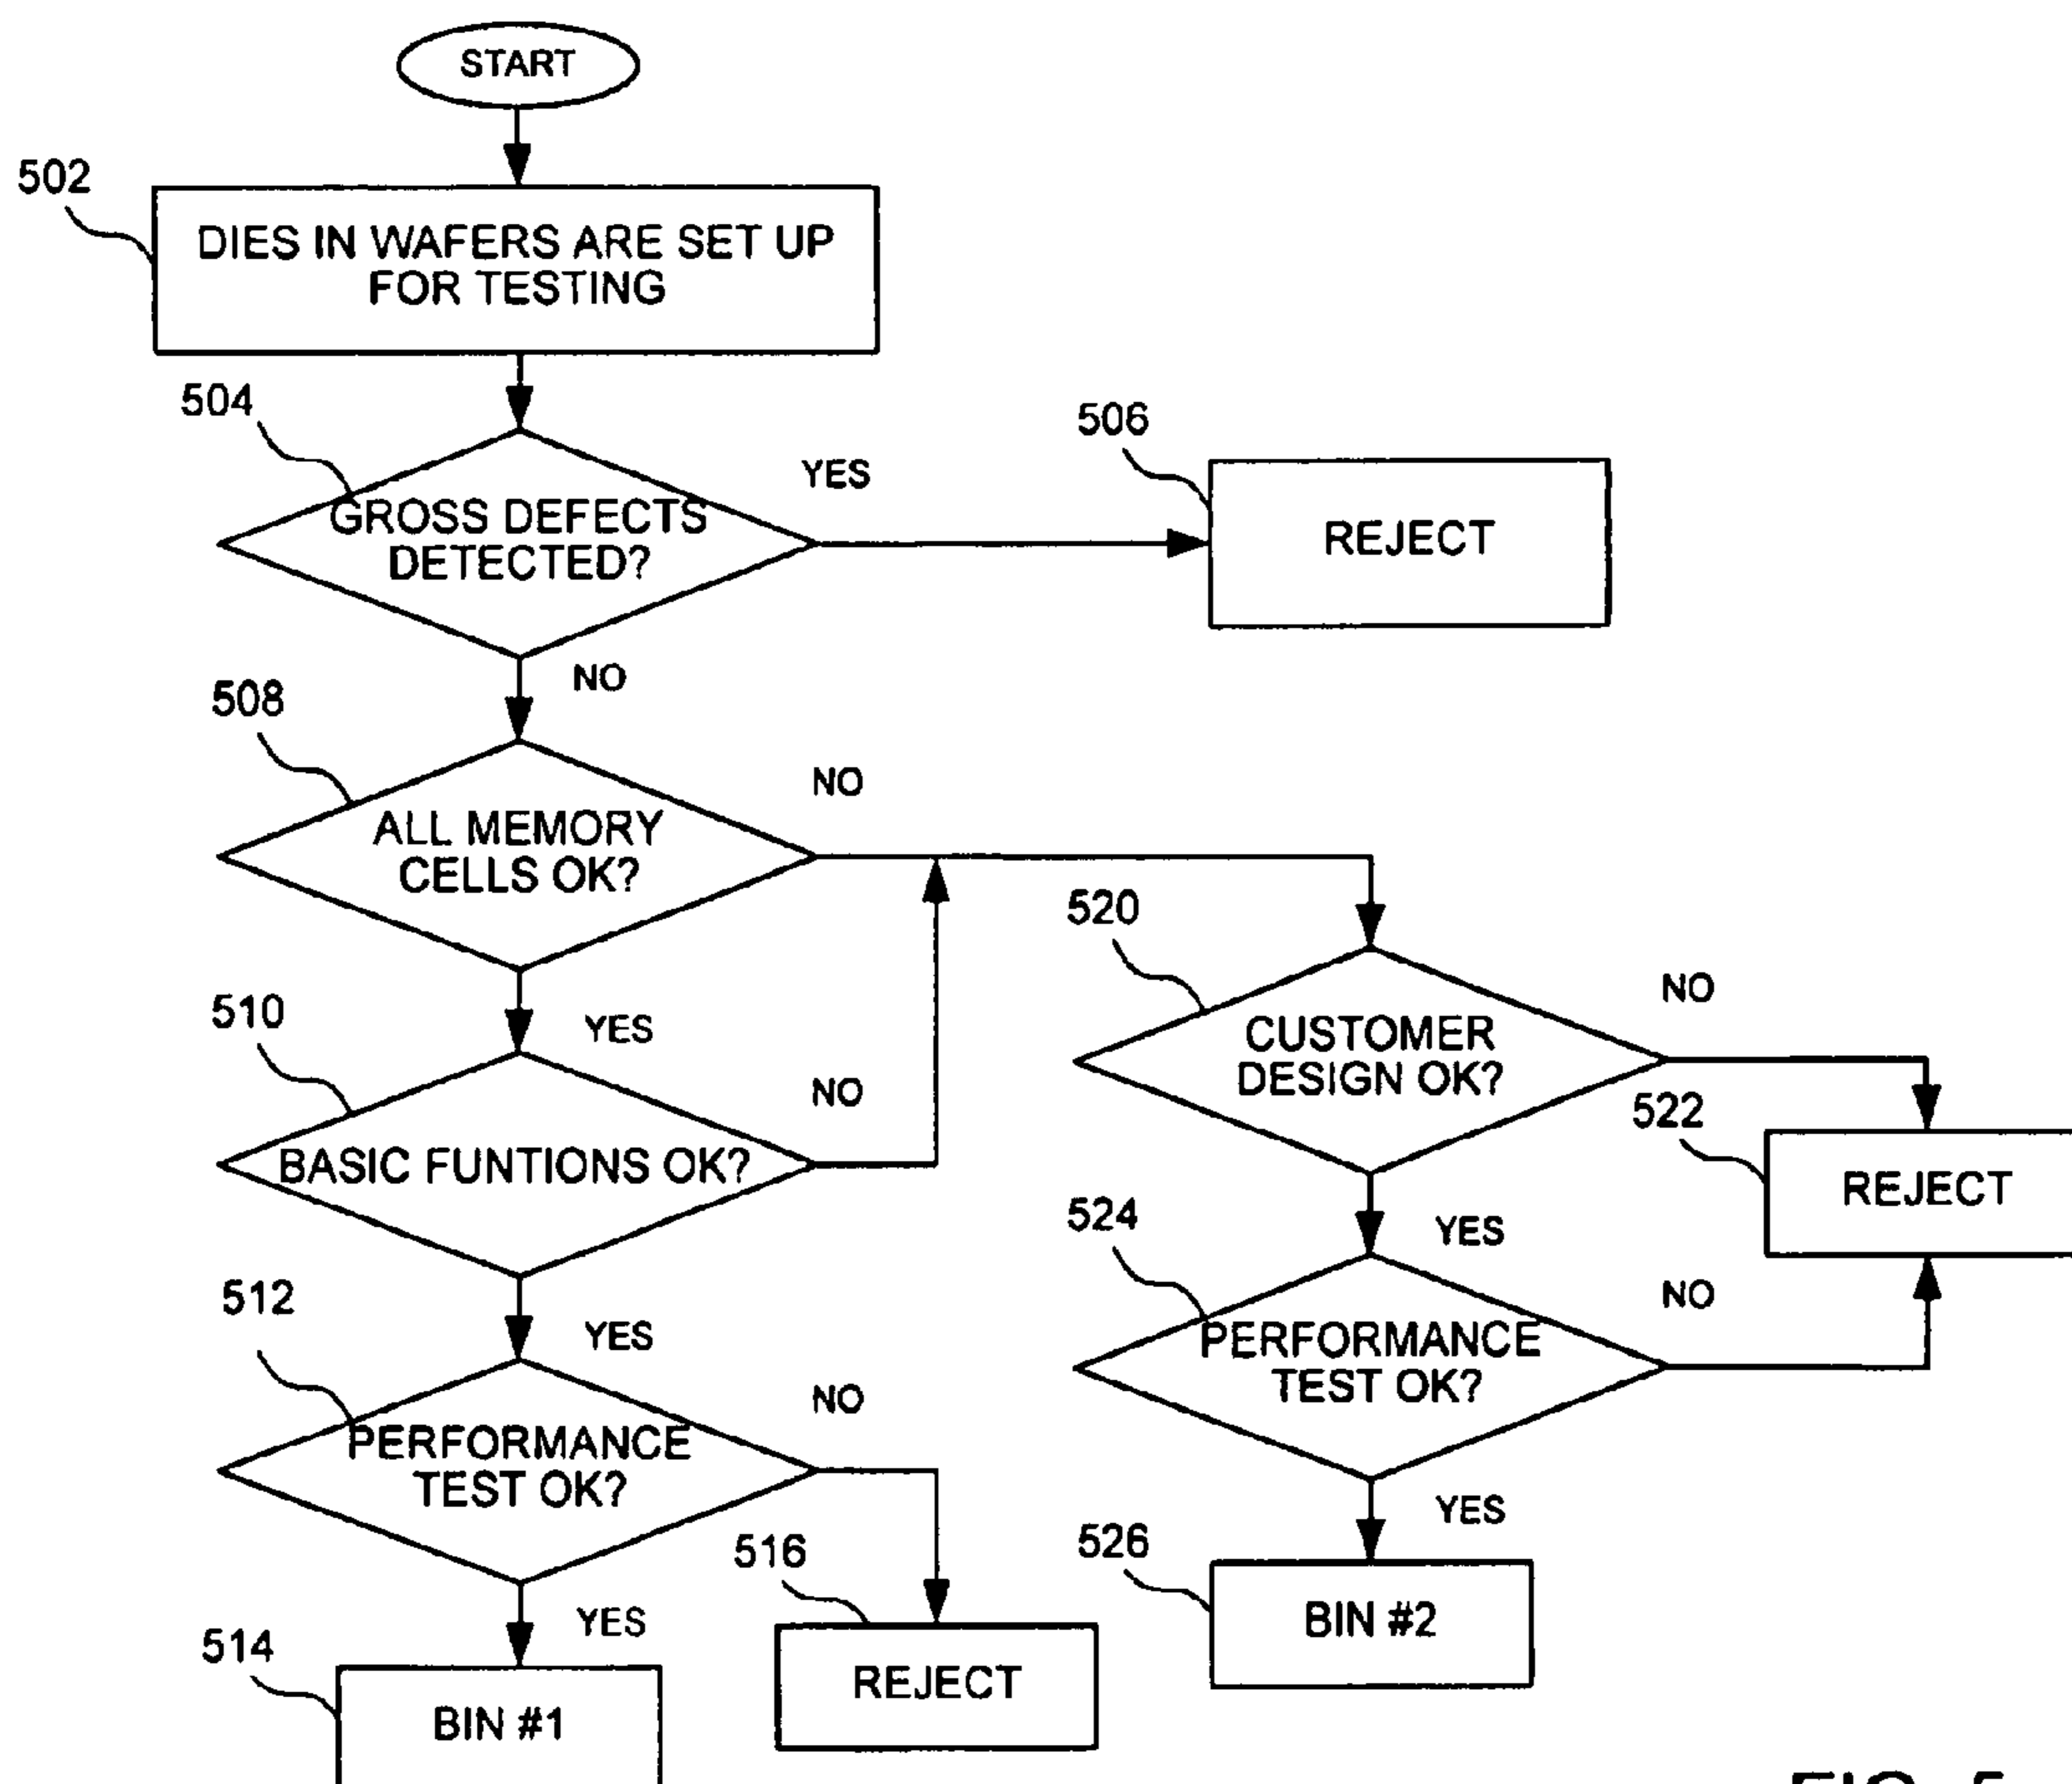 START
502
DIES IN WAFERS ARE SET UP
FOR TESTING
504
GROSS DEFECTS
DETECTED?
YES
506
REJECT
NO
508
ALL MEMORY
CELLS OK?
NO
YES
510
BASIC FUNTIONS OK?
NO
520
CUSTOMER
DESIGN OK?
NO
522
REJECT
YES
512
PERFORMANCE
TEST OK?
NO
YES
524
PERFORMANCE
TEST OK?
NO
516
REJECT
YES
526
BIN #2
YES
514
BIN #1
FIG. 5